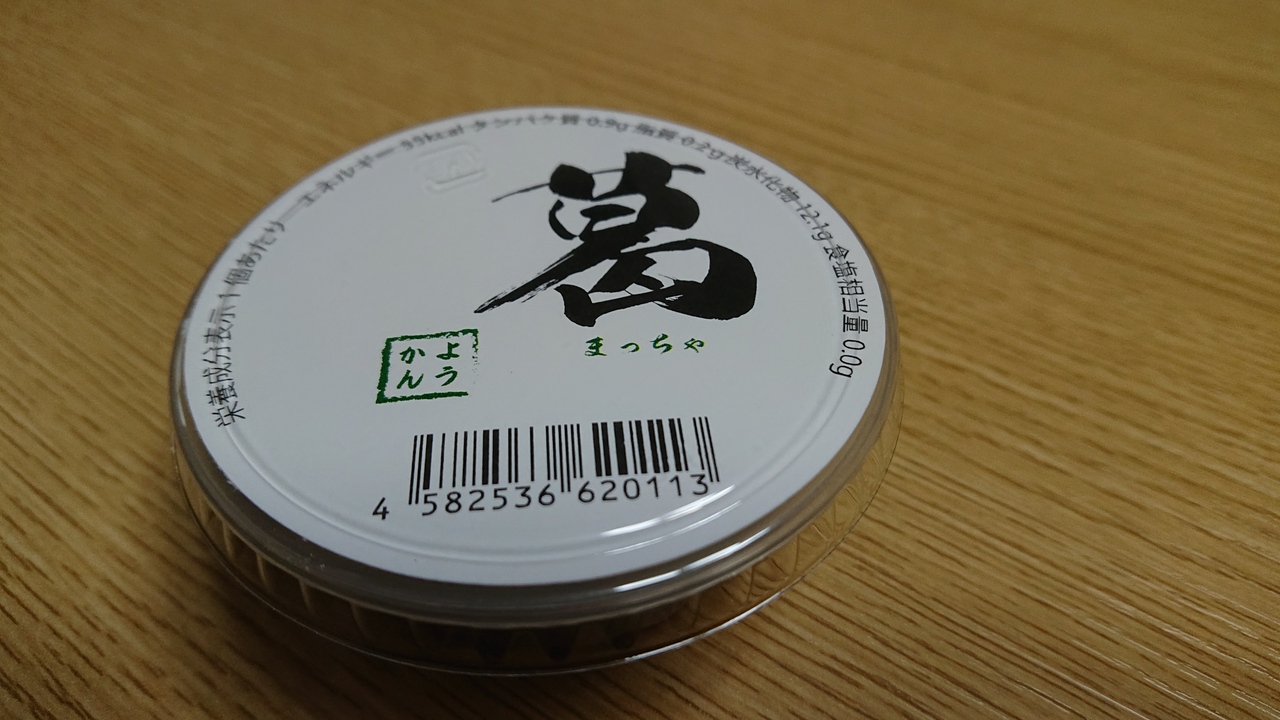 栄養成分表示1個あたり エネルギー 55kcal タンパク質 0.9g 脂質 0.2g 炭水化物 12.1g 食塩相当量 0.0g
葛
まっちゃ
よう
かん
4 582536 620113